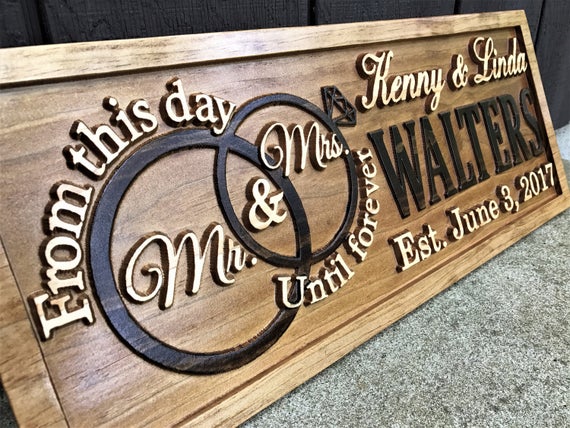 From this day
Mr.
&
Mrs.
Until forever
Kenny & Linda
WALTERS
Est. June 3, 2017